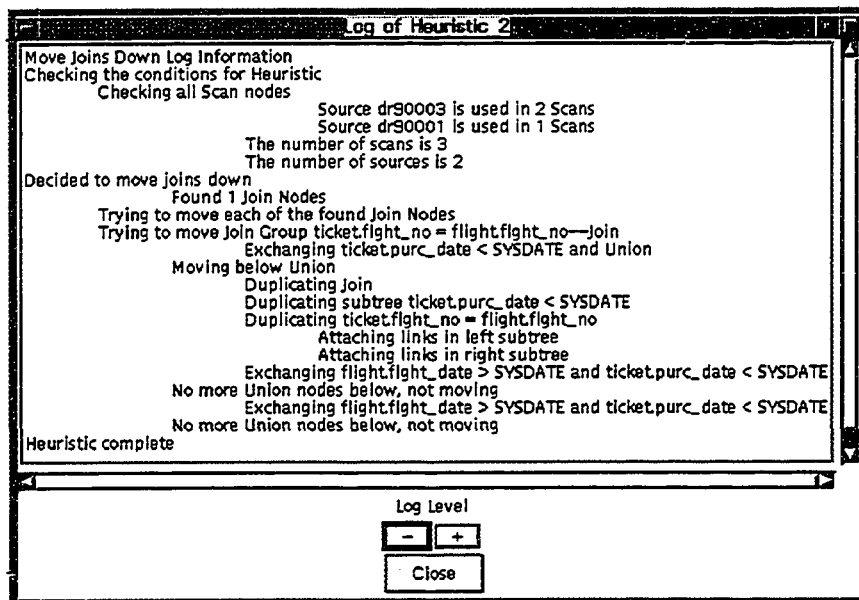 Log of Heuristic 2
Move Joins Down Log Information
Checking the conditions for Heuristic
Checking all Scan nodes
Source dr90003 is used in 2 Scans
Source dr90001 is used in 1 Scans
The number of scans is 3
The number of sources is 2
Decided to move joins down
Found 1 Join Nodes
Trying to move each of the found Join Nodes
Trying to move Join Group ticket.flght_no = flight.flght_no—Join
Exchanging ticket.purc_date < SYSDATE and Union
Moving below Union
Duplicating Join
Duplicating subtree ticket.purc_date < SYSDATE
Duplicating ticket.flght_no = flight.flght_no
Attaching links in left subtree
Attaching links in right subtree
Exchanging flight.flght_date > SYSDATE and ticket.purc_date < SYSDATE
No more Union nodes below, not moving
Exchanging flight.flght_date > SYSDATE and ticket.purc_date < SYSDATE
No more Union nodes below, not moving
Heuristic complete
Log Level
- +
Close